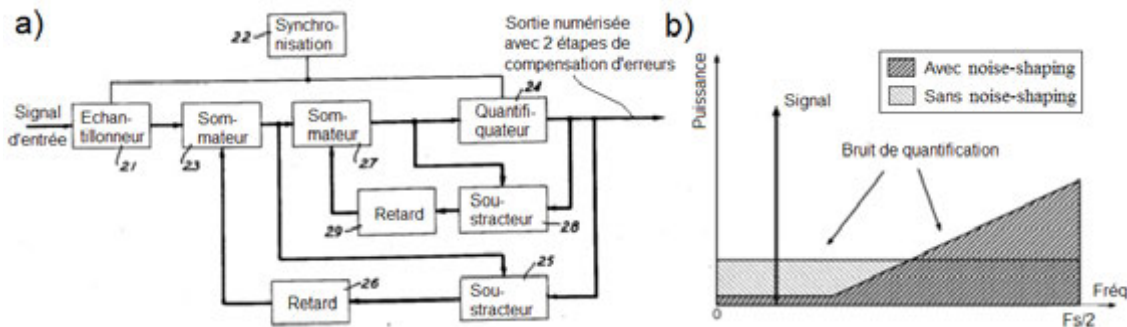 a)
22
Synchro-
nisation
Sortie numérisée
avec 2 étapes de
compensation d'erreurs
Signal
d'entrée
Echan-
tillonneur
21
Som-
mateur
23
Som-
mateur
27
24
Quantifi-
quateur
Retard
29
Sou-
stracteur
28
Retard
26
25
Sou-
stracteur
b)
Puissance
Avec noise-shaping
Sans noise-shaping
Signal
Bruit de quantification
Fréq
0
Fs/2